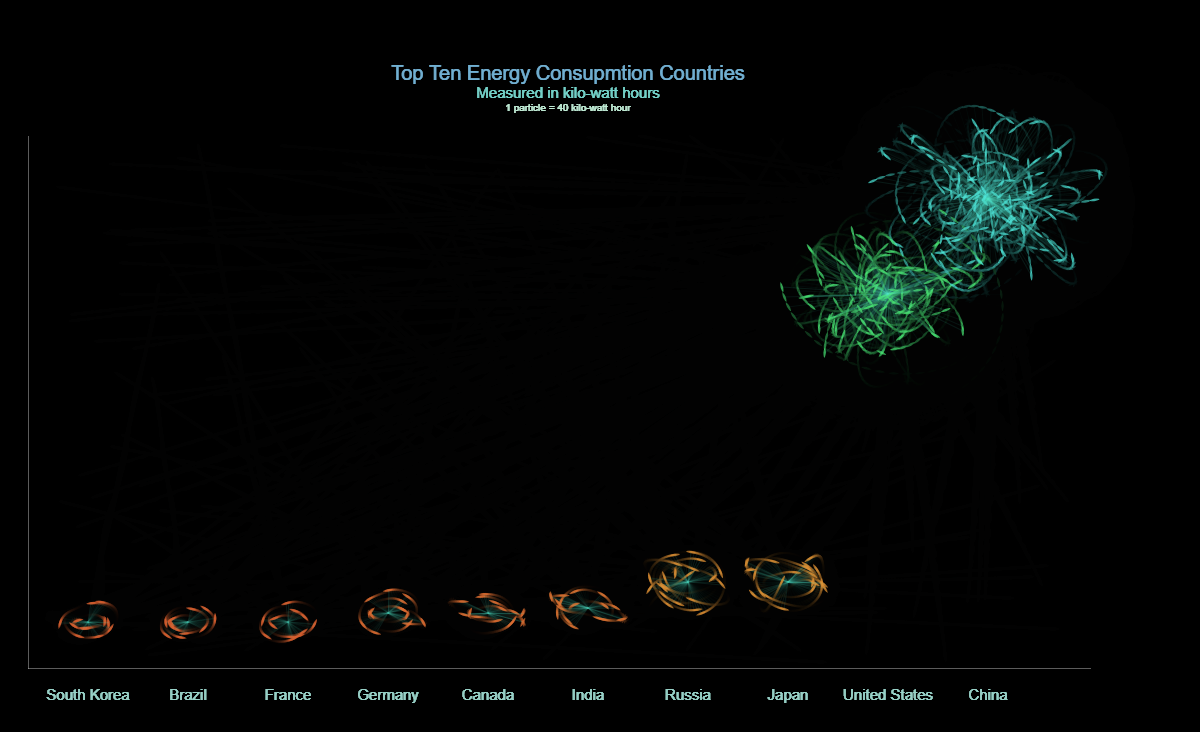 Top Ten Energy Consupmtion Countries
Measured in kilo-watt hours
1 particle = 40 kilo-watt hour
South Korea Brazil France Germany Canada India Russia Japan United States China